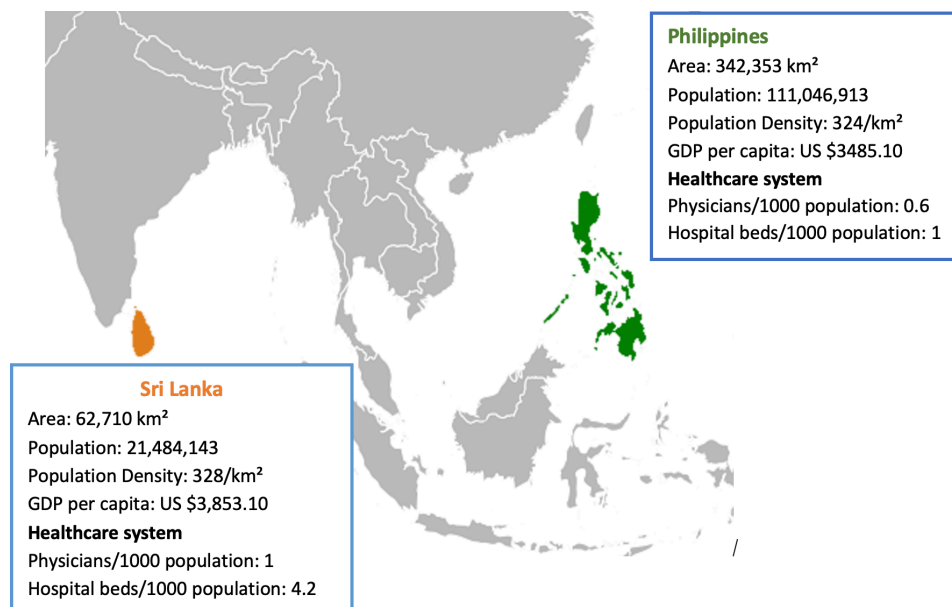 Philippines
Area: 342,353 km²
Population: 111,046,913
Population Density: 324/km²
GDP per capita: US $3485.10
Healthcare system
Physicians/1000 population: 0.6
Hospital beds/1000 population: 1
Sri Lanka
Area: 62,710 km²
Population: 21,484,143
Population Density: 328/km²
GDP per capita: US $3,853.10
Healthcare system
Physicians/1000 population: 1
Hospital beds/1000 population: 4.2
/